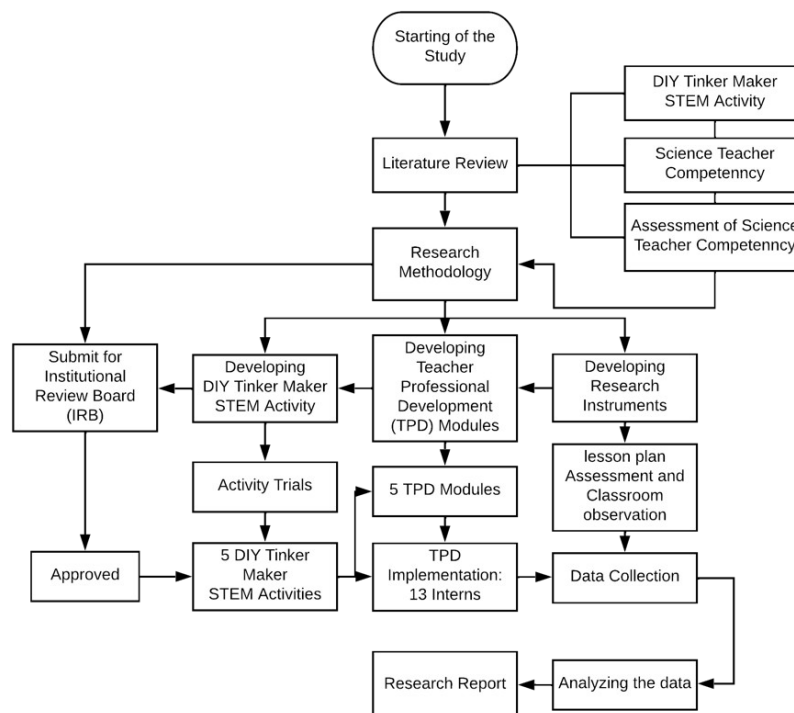 Starting of the
Study
DIY Tinker Maker
STEM Activity
Literature Review
Science Teacher
Competenncy
Assessment of Science
Teacher Competenncy
Research
Methodology
Submit for
Institutional
Review Board
(IRB)
Developing
DIY Tinker Maker
STEM Activity
Developing
Teacher
Professional
Development
(TPD) Modules
Developing
Research
Instruments
Activity Trials
5 TPD Modules
lesson plan
Assessment and
Classroom
observation
Approved
5 DIY Tinker
Maker
STEM Activities
TPD
Implementation:
13 Interns
Data Collection
Research Report
Analyzing the data